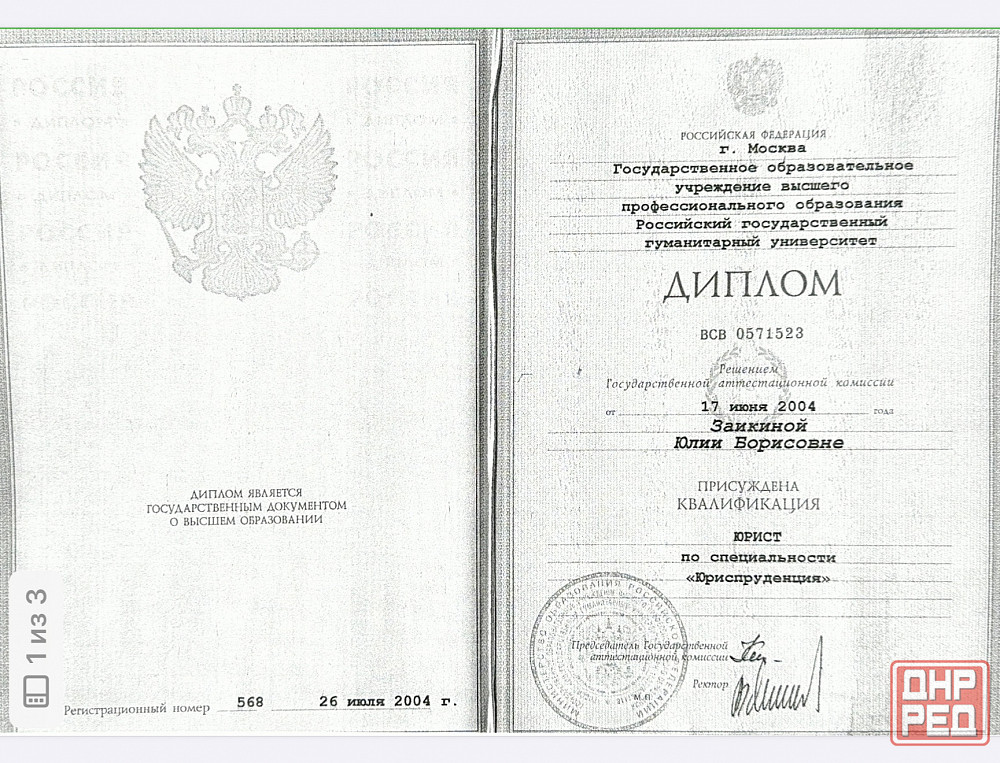 ДИПЛОМ ЯВЛЯЕТСЯ
ГОСУДАРСТВЕННЫМ ДОКУМЕНТОМ
О ВЫСШЕМ ОБРАЗОВАНИИ
Регистрационный номер 568 26 июля 2004 г.
1 из 3
РОССИЙСКАЯ ФЕДЕРАЦИЯ
г. Москва
Государственное образовательное
учреждение высшего
профессионального образования
Российский государственный
гуманитарный университет
ДИПЛОМ
ВСВ 0571523
Решением
Государственной аттестационной комиссии
от 17 июня 2004 года
Заикиной
Юлии Борисовне
ПРИСУЖДЕНА
КВАЛИФИКАЦИЯ
ЮРИСТ
по специальности
«Юриспруденция»
Председатель Государственной
аттестационной комиссии
Ректор
М.П.
ДНР
РЕД